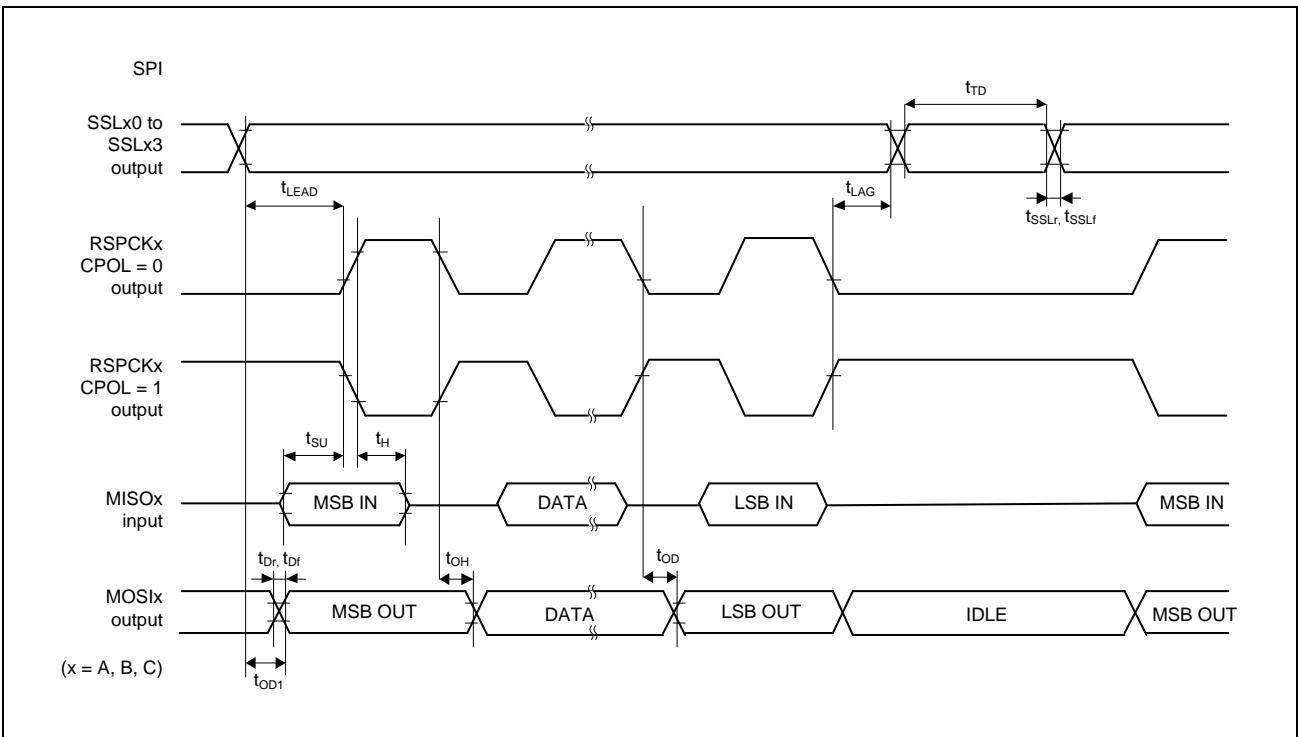 SPI
tTD
SSLx0 to
SSLx3
output
tLEAD
tLAG
tSSLr, tSSLf
RSPCKx
CPOL = 0
output
RSPCKx
CPOL = 1
output
tSU
tH
MISOx
input
MSB IN
DATA
LSB IN
MSB IN
tDr, tDf
tOH
tOD
MOSIx
output
MSB OUT
DATA
LSB OUT
IDLE
MSB OUT
(x = A, B, C)
tOD1